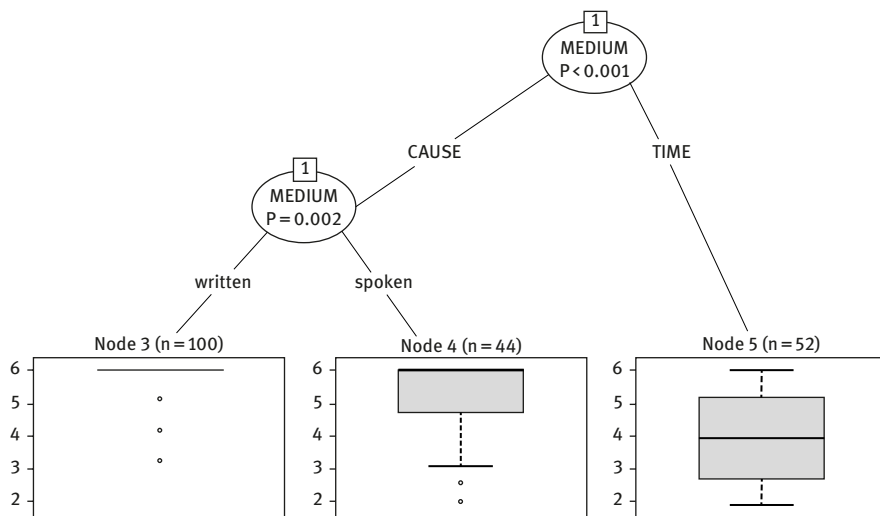 1
MEDIUM
P < 0.001
CAUSE
TIME
1
MEDIUM
P = 0.002
written
spoken
Node 3 (n = 100)
6
5
4
3
2
Node 4 (n = 44)
6
5
4
3
2
Node 5 (n = 52)
6
5
4
3
2